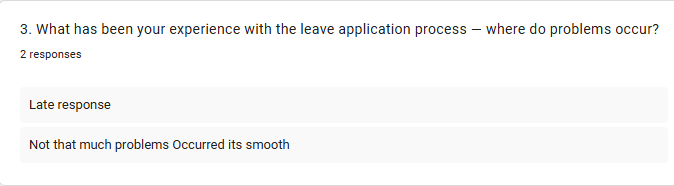 3. What has been your experience with the leave application process — where do problems occur?
2 responses
Late response
Not that much problems Occurred its smooth